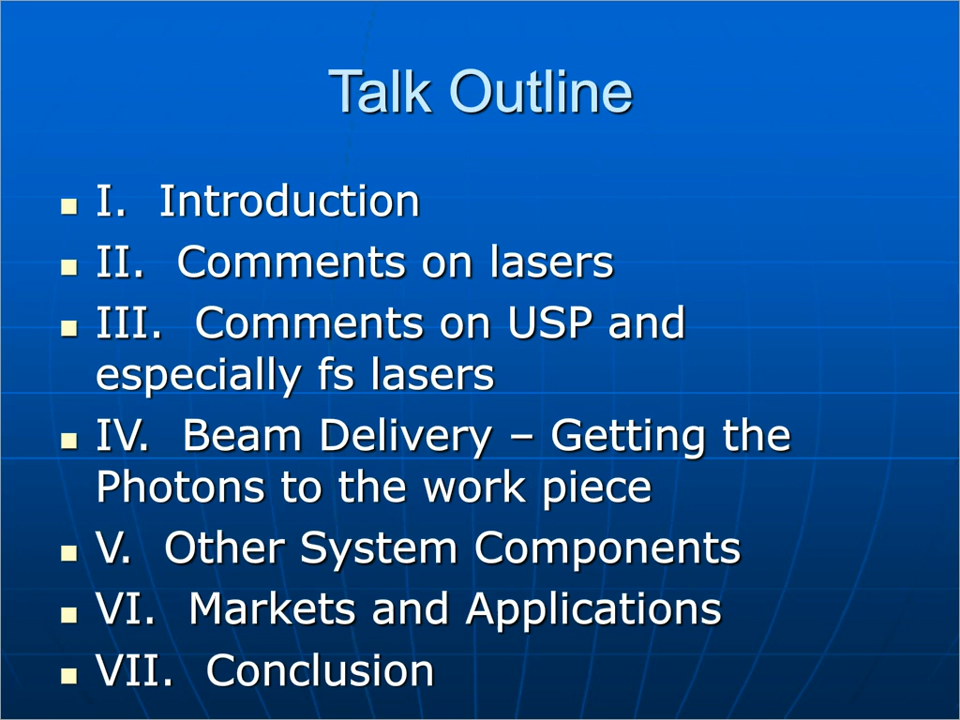 Talk Outline
I. Introduction
II. Comments on lasers
III. Comments on USP and
especially fs lasers
IV. Beam Delivery – Getting the
Photons to the work piece
V. Other System Components
VI. Markets and Applications
VII. Conclusion